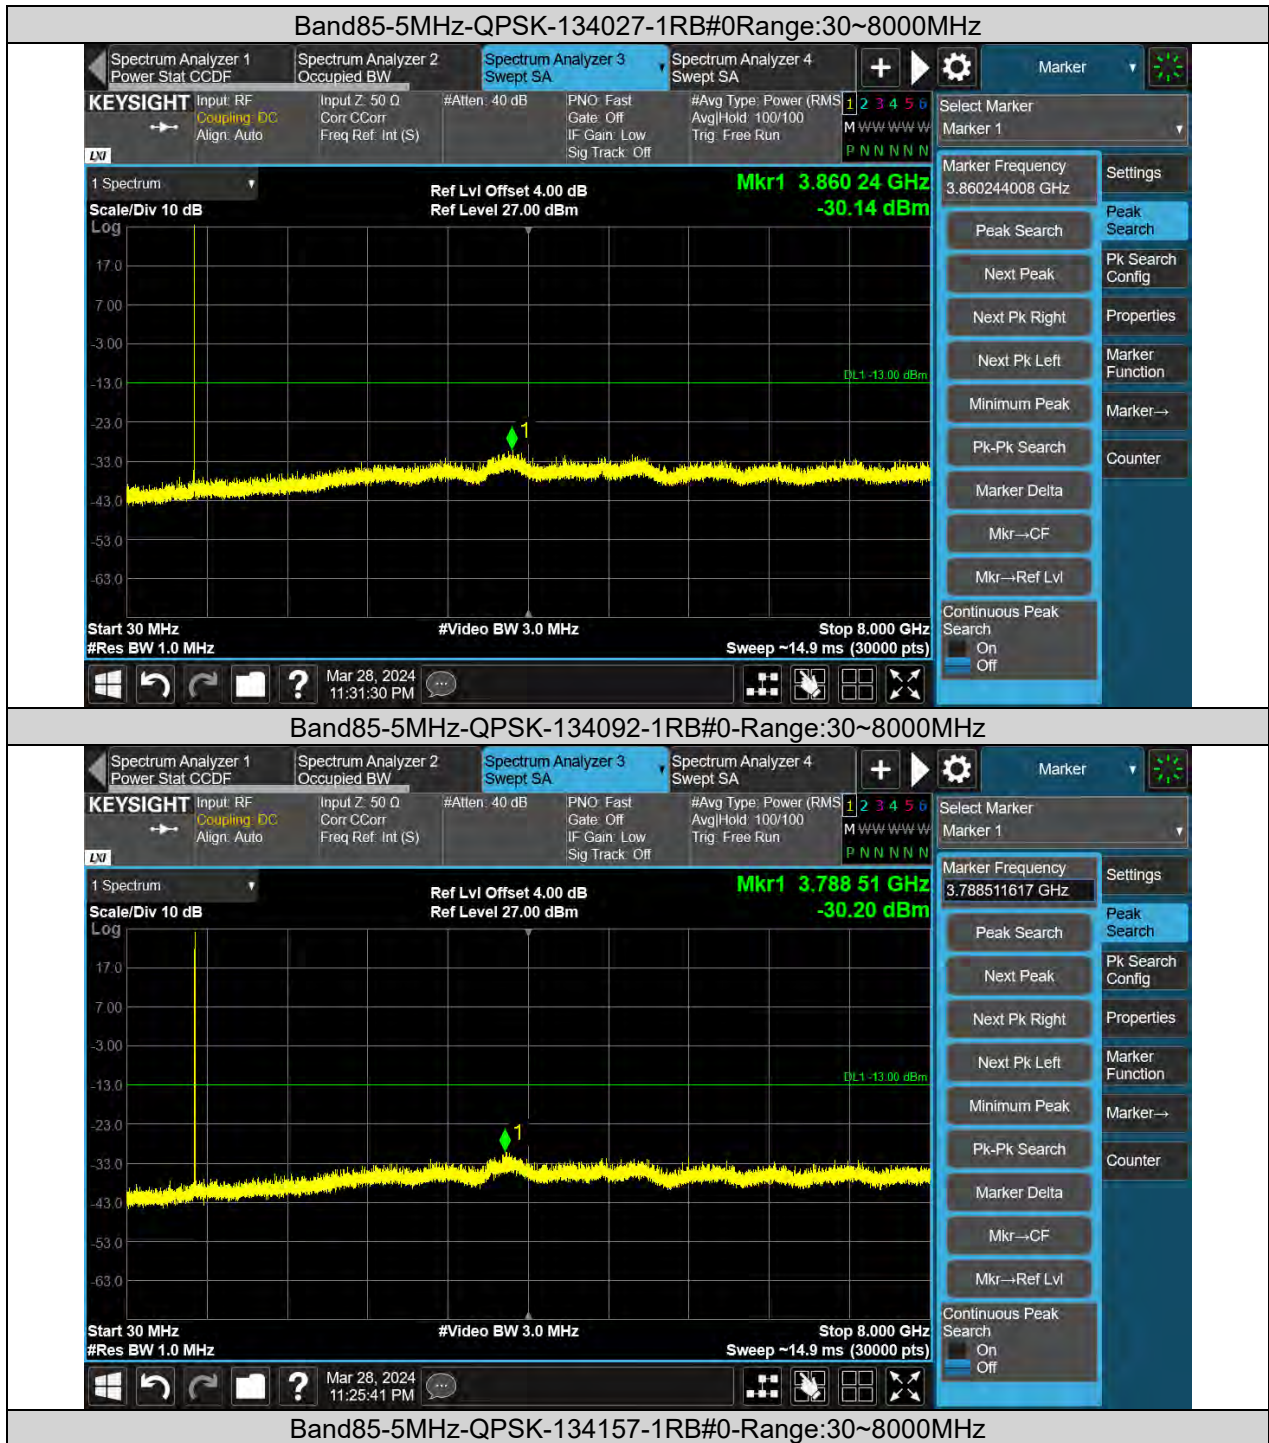 Band85-5MHz-QPSK-134027-1RB#0Range:30~8000MHz
Spectrum Analyzer 1
Power Stat CCDF
Spectrum Analyzer 2
Occupied BW
Spectrum Analyzer 3
Swept SA
Spectrum Analyzer 4
Swept SA
Marker
KEYSIGHT
LXI
Input: RF
Coupling: DC
Align: Auto
Input Z: 50 Ω
Corr CCorr
Freq Ref: Int (S)
#Atten: 40 dB
PNO: Fast
Gate: Off
IF Gain: Low
Sig Track: Off
#Avg Type: Power (RMS
Avg|Hold: 100/100
Trig: Free Run
1 2 3 4 5 6
M W W W W W
P N N N N N
Select Marker
Marker 1
1 Spectrum
Scale/Div 10 dB
Ref Lvl Offset 4.00 dB
Ref Level 27.00 dBm
Mkr1 3.860 24 GHz
-30.14 dBm
Marker Frequency
3.860244008 GHz
Peak Search
Next Peak
Next Pk Right
Next Pk Left
Minimum Peak
Pk-Pk Search
Marker Delta
Mkr→CF
Mkr→Ref Lvl
Continuous Peak
Search
On
Off
Settings
Peak
Search
Pk Search
Config
Properties
Marker
Function
Marker→
Counter
Log
17.0
7.00
-3.00
-13.0
-23.0
-33.0
-43.0
-53.0
-63.0
DL1 -13.00 dBm
1
Start 30 MHz
#Res BW 1.0 MHz
#Video BW 3.0 MHz
Stop 8.000 GHz
Sweep ~14.9 ms (30000 pts)
?
Mar 28, 2024
11:31:30 PM
Band85-5MHz-QPSK-134092-1RB#0-Range:30~8000MHz
Spectrum Analyzer 1
Power Stat CCDF
Spectrum Analyzer 2
Occupied BW
Spectrum Analyzer 3
Swept SA
Spectrum Analyzer 4
Swept SA
Marker
KEYSIGHT
LXI
Input: RF
Coupling: DC
Align: Auto
Input Z: 50 Ω
Corr CCorr
Freq Ref: Int (S)
#Atten: 40 dB
PNO: Fast
Gate: Off
IF Gain: Low
Sig Track: Off
#Avg Type: Power (RMS
Avg|Hold: 100/100
Trig: Free Run
1 2 3 4 5 6
M W W W W W
P N N N N N
Select Marker
Marker 1
1 Spectrum
Scale/Div 10 dB
Ref Lvl Offset 4.00 dB
Ref Level 27.00 dBm
Mkr1 3.788 51 GHz
-30.20 dBm
Marker Frequency
3.788511617 GHz
Peak Search
Next Peak
Next Pk Right
Next Pk Left
Minimum Peak
Pk-Pk Search
Marker Delta
Mkr→CF
Mkr→Ref Lvl
Continuous Peak
Search
On
Off
Settings
Peak
Search
Pk Search
Config
Properties
Marker
Function
Marker→
Counter
Log
17.0
7.00
-3.00
-13.0
-23.0
-33.0
-43.0
-53.0
-63.0
DL1 -13.00 dBm
1
Start 30 MHz
#Res BW 1.0 MHz
#Video BW 3.0 MHz
Stop 8.000 GHz
Sweep ~14.9 ms (30000 pts)
?
Mar 28, 2024
11:25:41 PM
Band85-5MHz-QPSK-134157-1RB#0-Range:30~8000MHz